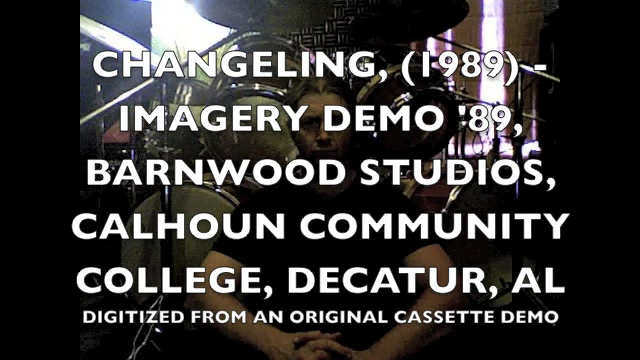 CHANGELING, (1989) -
IMAGERY DEMO '89,
BARNWOOD STUDIOS,
CALHOUN COMMUNITY
COLLEGE, DECATUR, AL
DIGITIZED FROM AN ORIGINAL CASSETTE DEMO